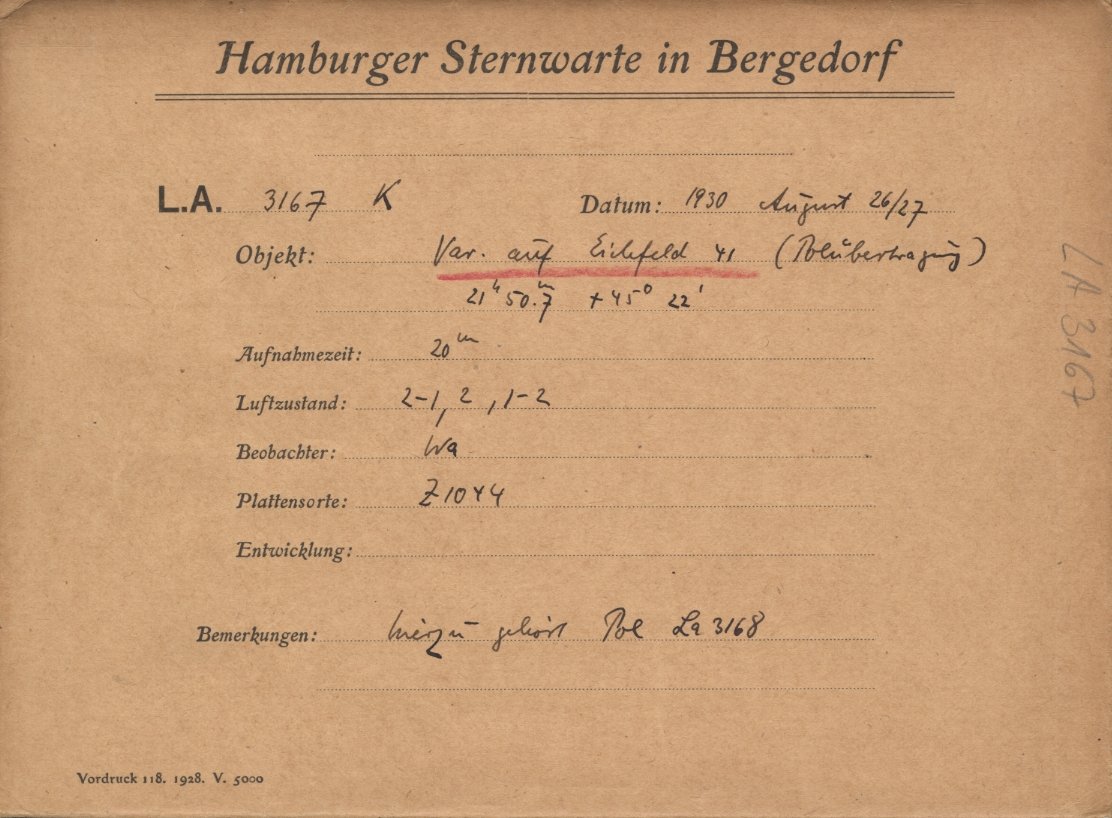 Hamburger Sternwarte in Bergedorf
L.A. 3167 K Datum: 1930 August 26/27
Objekt: Var. auf Eichfeld 41 (Polübertragung)
21h 50.m7 + 45° 22'
Aufnahmezeit: 20m
Luftzustand: 2-1, 2, 1-2
Beobachter: Wa
Plattensorte: Z1044
Entwicklung:
Bemerkungen: hierzu gehört Pol La 3168
Vordruck 118. 1928. V. 5000
LA 3167